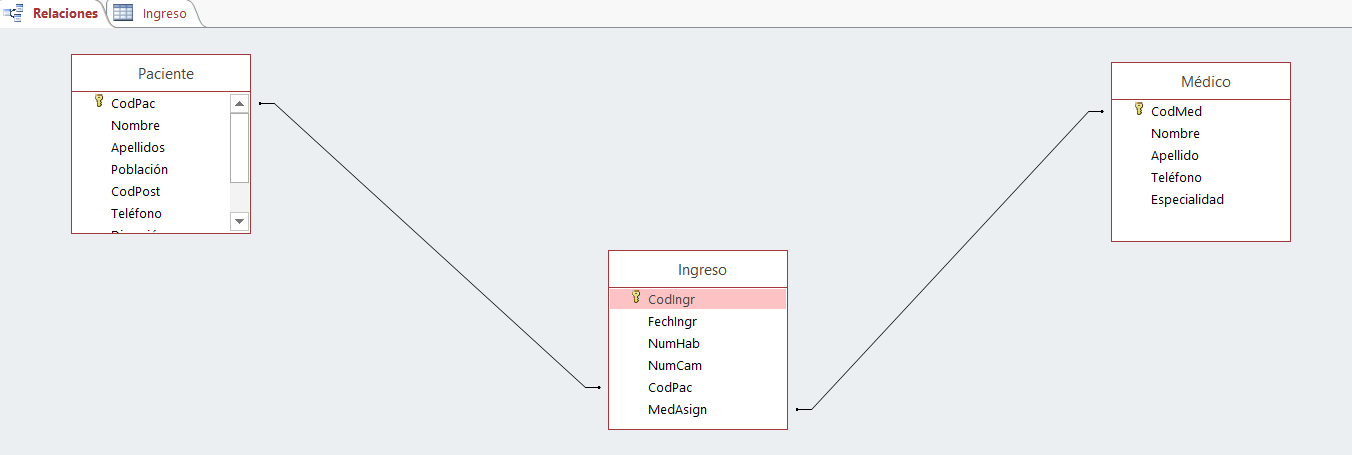 Relaciones
Ingreso
Paciente
CodPac
Nombre
Apellidos
Población
CodPost
Teléfono
Médico
CodMed
Nombre
Apellido
Teléfono
Especialidad
Ingreso
CodIngr
FechIngr
NumHab
NumCam
CodPac
MedAsign